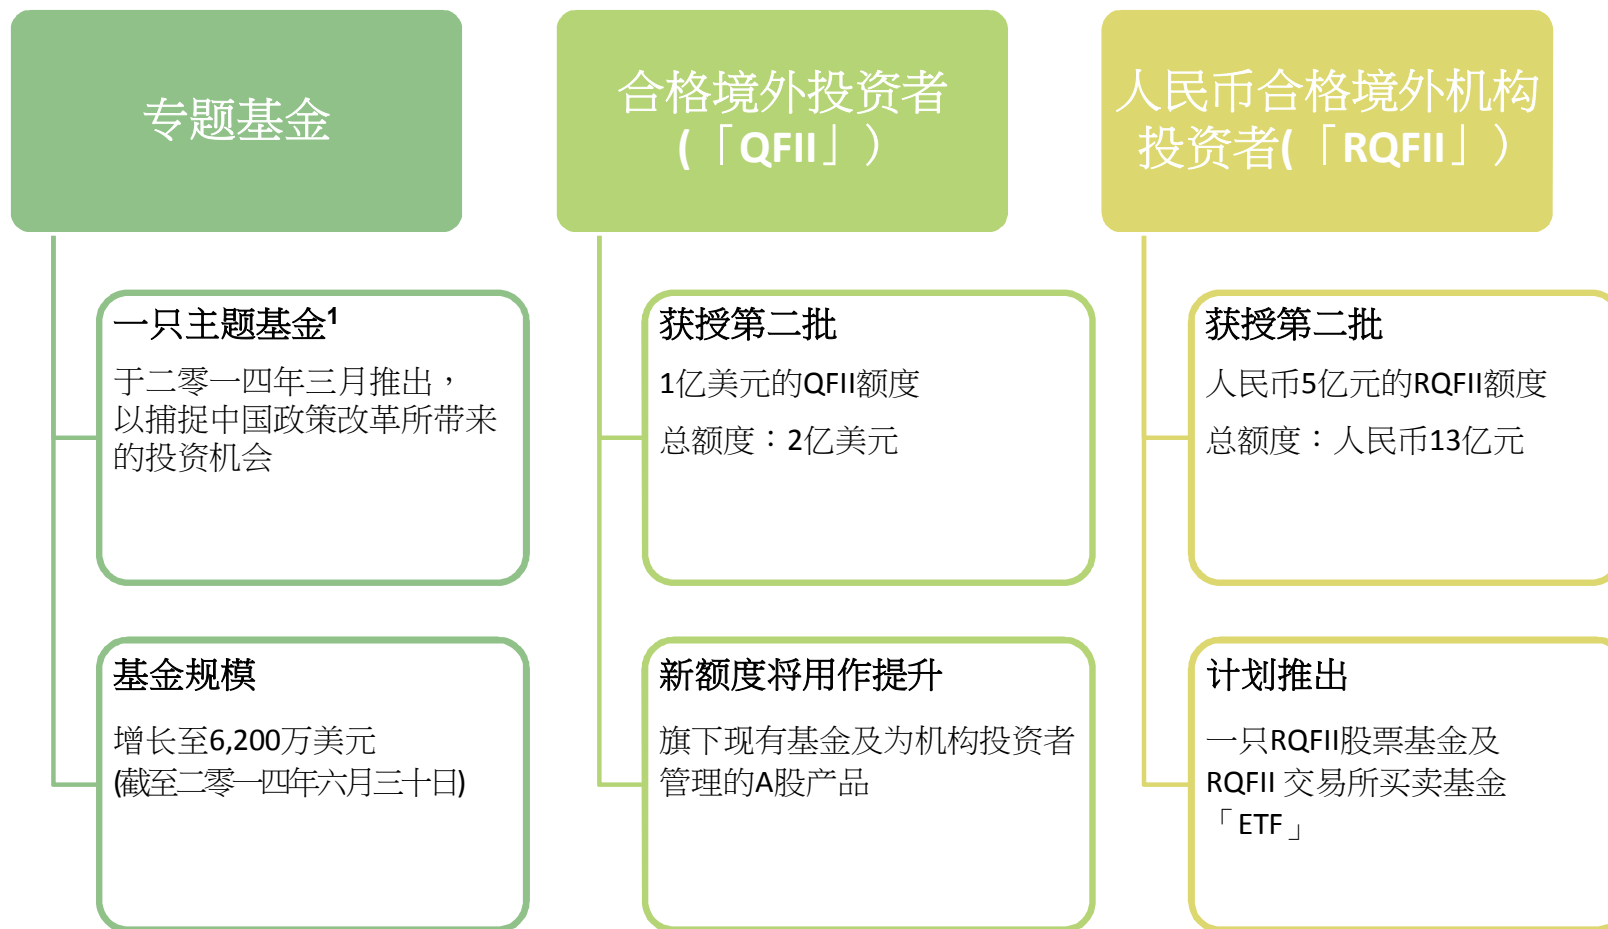 专题基金
合格境外投资者
(「QFII」）
人民币合格境外机构
投资者(「RQFII」）
一只主题基金¹
于二零一四年三月推出，
以捕捉中国政策改革所带来
的投资机会
获授第二批
1亿美元的QFII额度
总额度：2亿美元
获授第二批
人民币5亿元的RQFII额度
总额度：人民币13亿元
基金规模
增长至6,200万美元
(截至二零一四年六月三十日)
新额度将用作提升
旗下现有基金及为机构投资者
管理的A股产品
计划推出
一只RQFII股票基金及
RQFII 交易所买卖基金
「ETF」